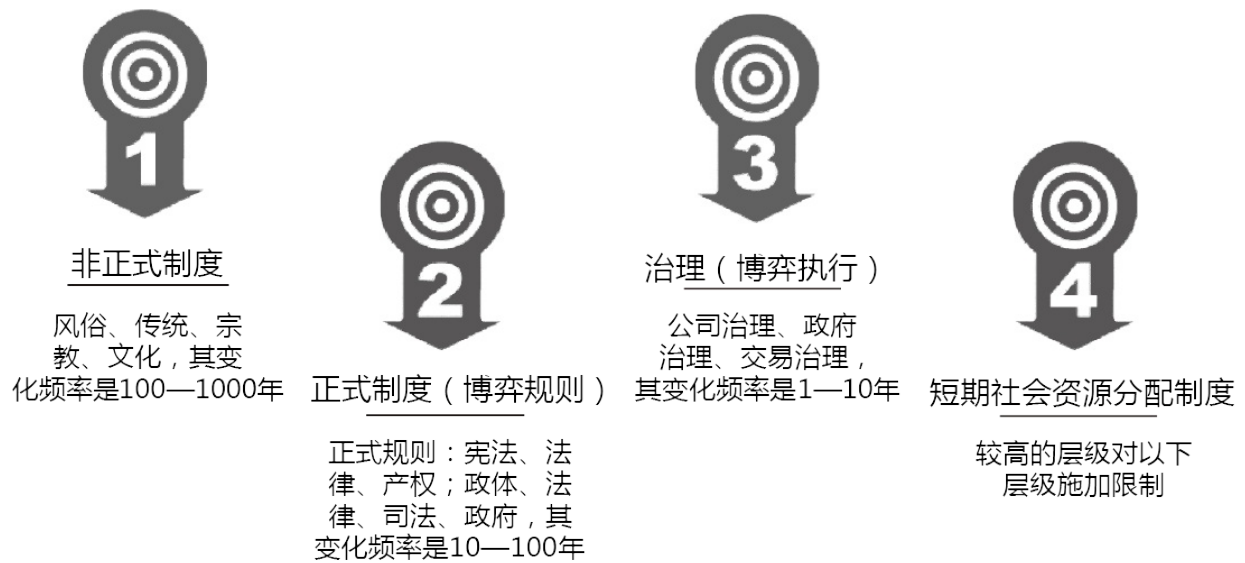 1
非正式制度
风俗、传统、宗
教、文化，其变
化频率是100—1000年
2
正式制度（博弈规则）
正式规则：宪法、法
律、产权；政体、法
律、司法、政府，其
变化频率是10—100年
3
治理（博弈执行）
公司治理、政府
治理、交易治理，
其变化频率是1—10年
4
短期社会资源分配制度
较高的层级对以下
层级施加限制